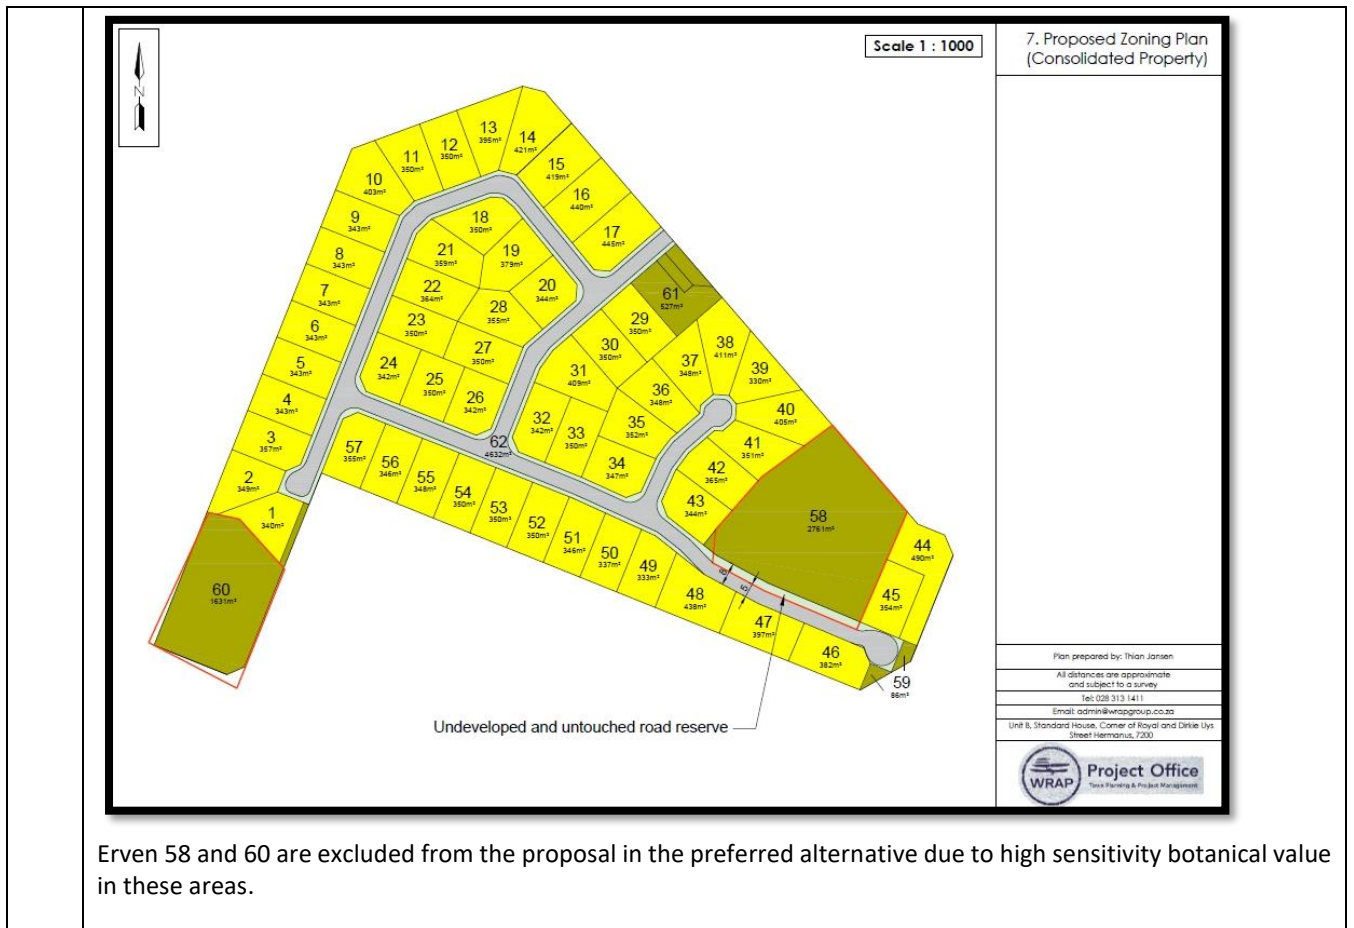 Scale 1 : 1000
7. Proposed Zoning Plan
(Consolidated Property)
N
13
395m²
14
421m²
12
350m²
11
350m²
15
419m²
10
403m²
16
440m²
9
343m²
18
350m²
17
445m²
8
343m²
21
359m²
19
379m²
7
343m²
22
364m²
20
344m²
61
527m²
6
343m²
28
355m²
23
350m²
29
350m²
5
343m²
27
350m²
30
350m²
38
411m²
24
342m²
31
409m²
37
348m²
39
330m²
4
343m²
25
350m²
26
342m²
36
348m²
40
405m²
3
357m²
62
4632m²
32
342m²
33
350m²
35
352m²
41
351m²
57
355m²
56
346m²
34
347m²
42
365m²
2
349m²
55
348m²
54
350m²
43
344m²
1
340m²
53
350m²
52
350m²
58
2761m²
51
346m²
50
337m²
44
490m²
49
333m²
8
5
60
1631m²
48
438m²
45
354m²
47
397m²
46
382m²
59
86m²
Undeveloped and untouched road reserve
Plan prepared by: Thian Jansen
All distances are approximate
and subject to a survey
Tel: 028 313 1411
Email: admin@wrapgroup.co.za
Unit B, Standard House, Corner of Royal and Dirkie Uys
Street Hermanus, 7200
WRAP
Project Office
Town Planning & Project Management
Erven 58 and 60 are excluded from the proposal in the preferred alternative due to high sensitivity botanical value
in these areas.